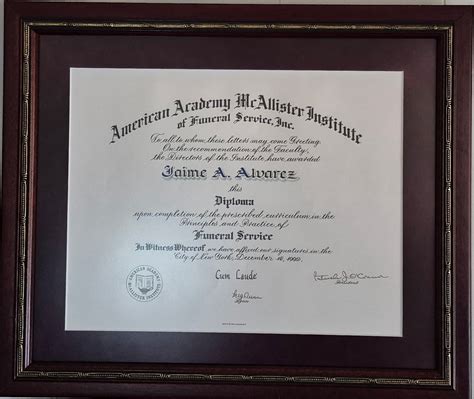 American Academy McAllister Institute
of Funeral Service, Inc.
To all to whom these letters may come Greeting
On the recommendation of the Faculty,
the Directors of the Institute have awarded
Jaime A. Alvarez
this
Diploma
upon completion of the prescribed curriculum in the
Principles and Practice of
Funeral Service
In Witness Whereof we have affixed our signatures in the
City of New York, December 16,
Cum Laude
AMERICAN ACADEMY